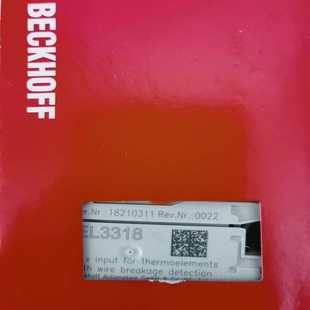 BECKHOFF
r.Nr.:18210311 Rev.Nr.:0022
EL3318
e input for thermoelements
wire breakage detection